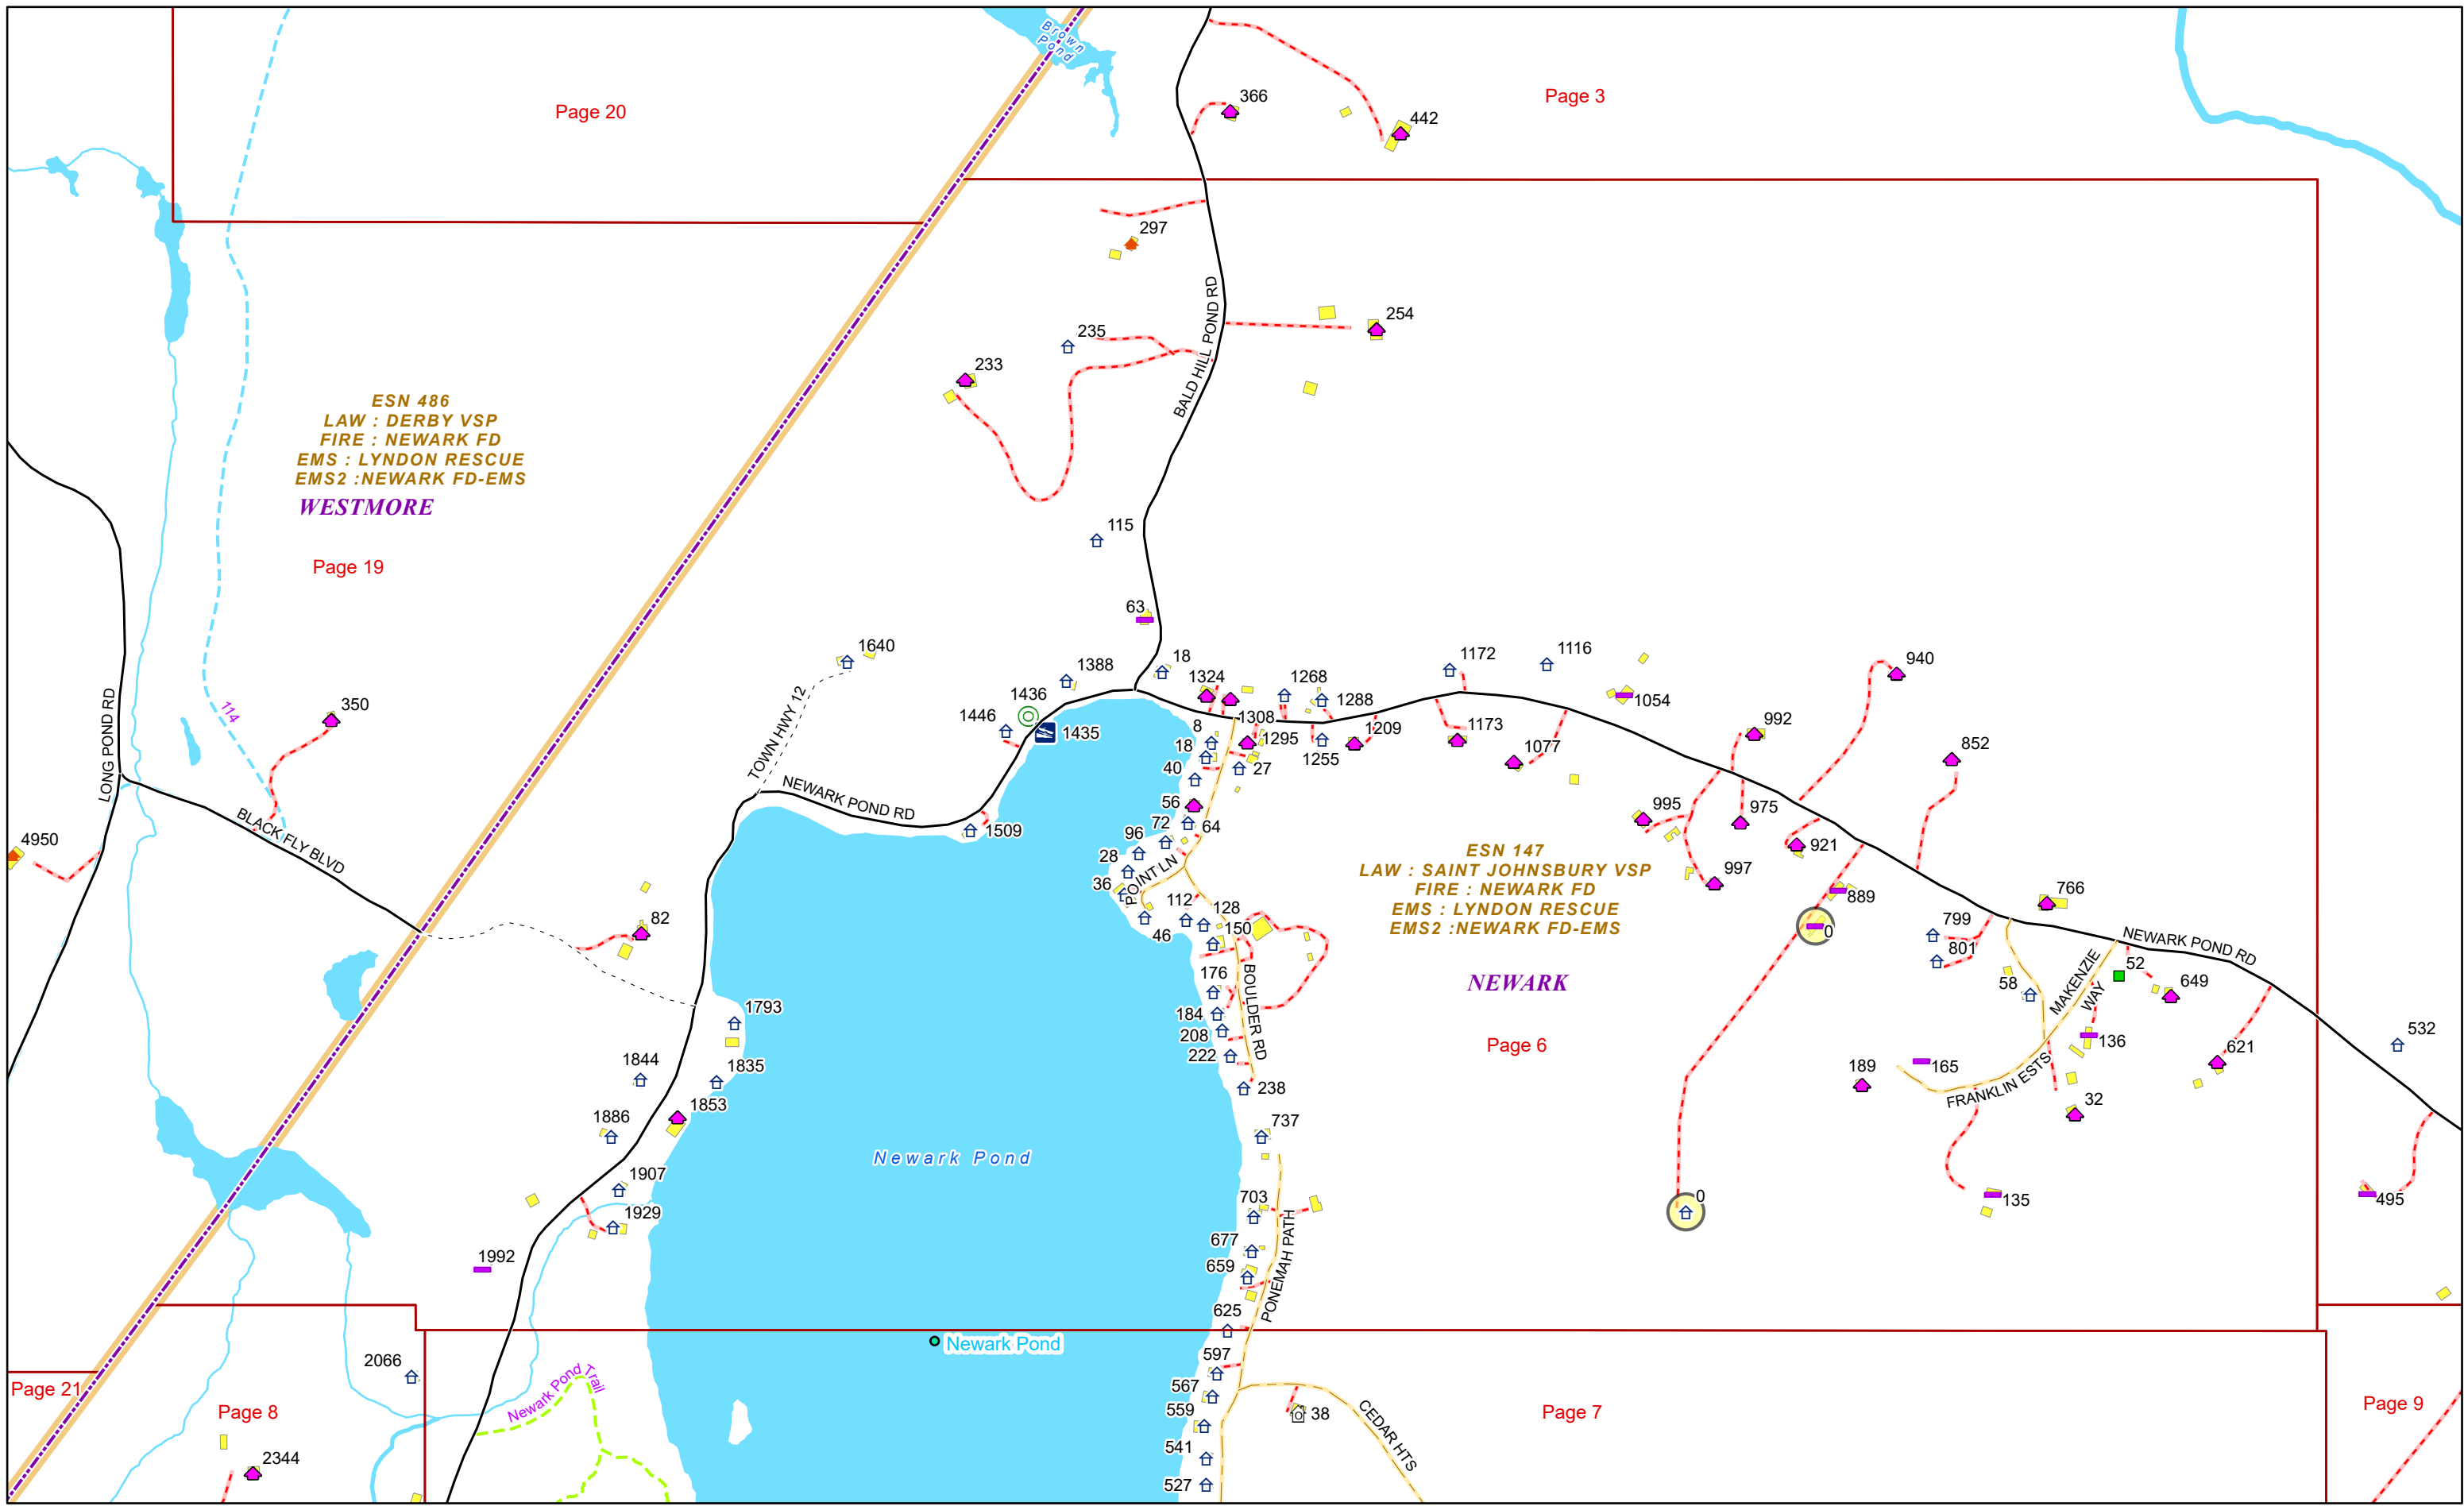 Brown
Pond
Page 20
366
442
Page 3
297
254
235
233
BALD HILL POND RD
ESN 486
LAW : DERBY VSP
FIRE : NEWARK FD
EMS : LYNDON RESCUE
EMS2 :NEWARK FD-EMS
WESTMORE
Page 19
115
63
1640
1388
18
1324
1268
1172
1116
940
LONG POND RD
114
350
TOWN HWY 12
1436
1446
1435
8
1308
1288
1054
1295
1255
1209
1173
1077
992
852
18
40
27
NEWARK POND RD
1509
56
72
64
995
975
921
997
BLACK FLY BLVD
4950
96
28
36
POINT LN
ESN 147
LAW : SAINT JOHNSBURY VSP
FIRE : NEWARK FD
EMS : LYNDON RESCUE
EMS2 :NEWARK FD-EMS
889
0
766
82
112
128
46
150
799
801
NEWARK POND RD
176
BOULDER RD
NEWARK
58
MAKENZIE
WAY
52
649
1793
184
208
222
Page 6
136
532
1844
1835
238
189
165
FRANKLIN ESTS
621
1853
1886
737
32
Newark Pond
1907
1929
703
0
135
495
677
659
PONEMAH PATH
1992
625
Newark Pond
2066
Newark Pond Trail
597
567
559
38
CEDAR HTS
Page 21
Page 8
Page 7
Page 9
2344
541
527